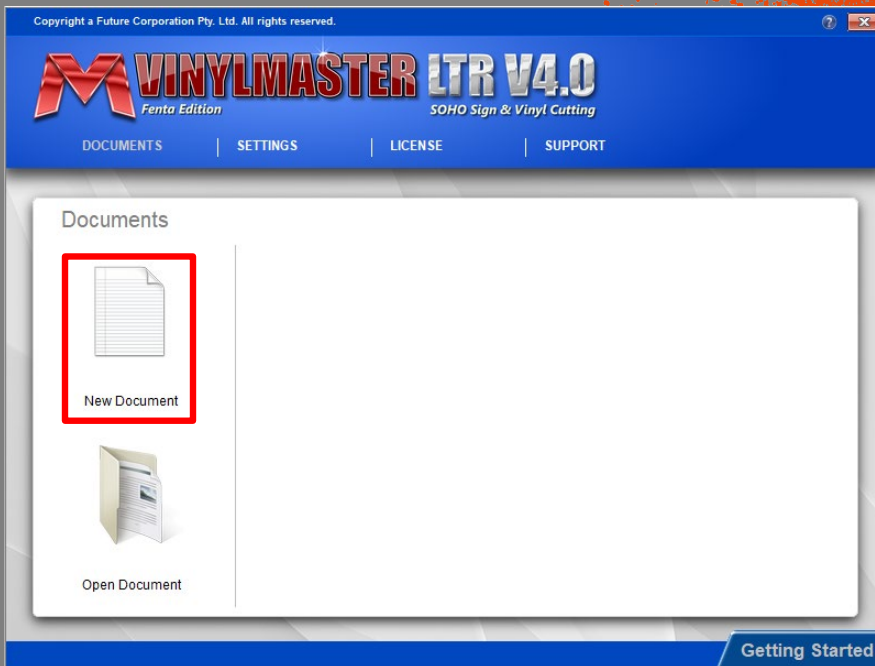 Copyright a Future Corporation Pty. Ltd. All rights reserved.
VINYLMASTER LTR V4.0
Fenta Edition SOHO Sign & Vinyl Cutting
DOCUMENTS SETTINGS LICENSE SUPPORT
Documents
New Document
Open Document
Getting Started